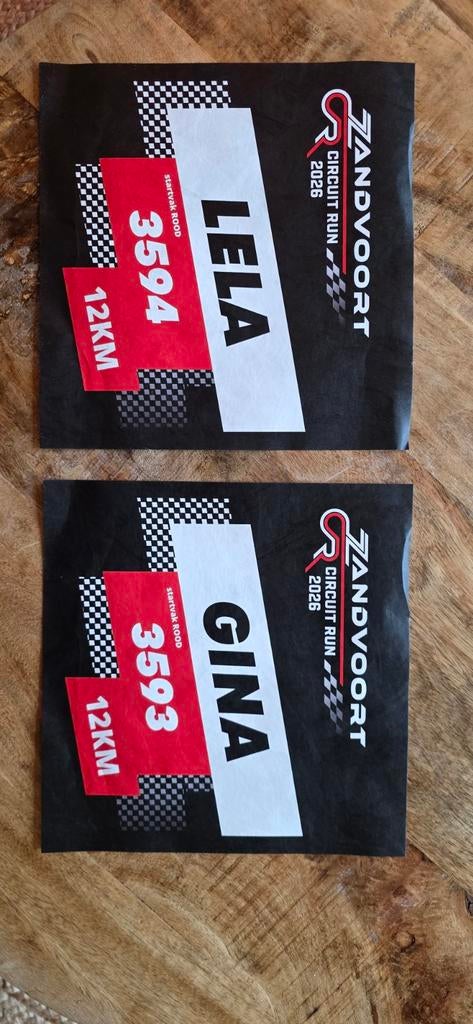 ZANDVOORT
CIRCUIT RUN
2026
LELA
startvak ROOD
3594
12KM
ZANDVOORT
CIRCUIT RUN
2026
GINA
startvak ROOD
3593
12KM